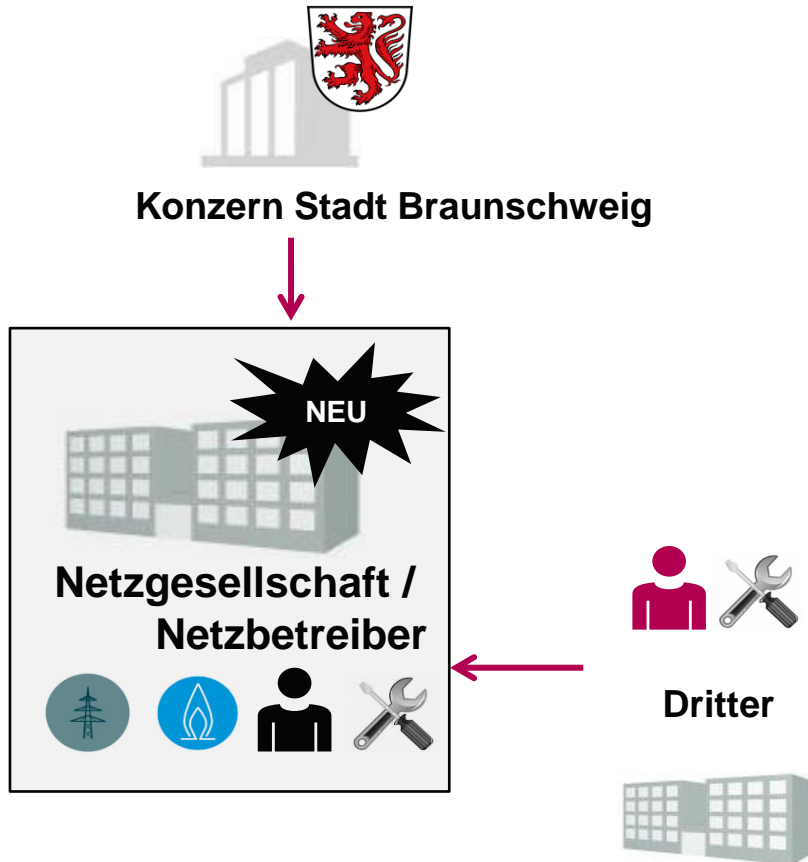 Konzern Stadt Braunschweig
NEU
Netzgesellschaft /
Netzbetreiber
Dritter